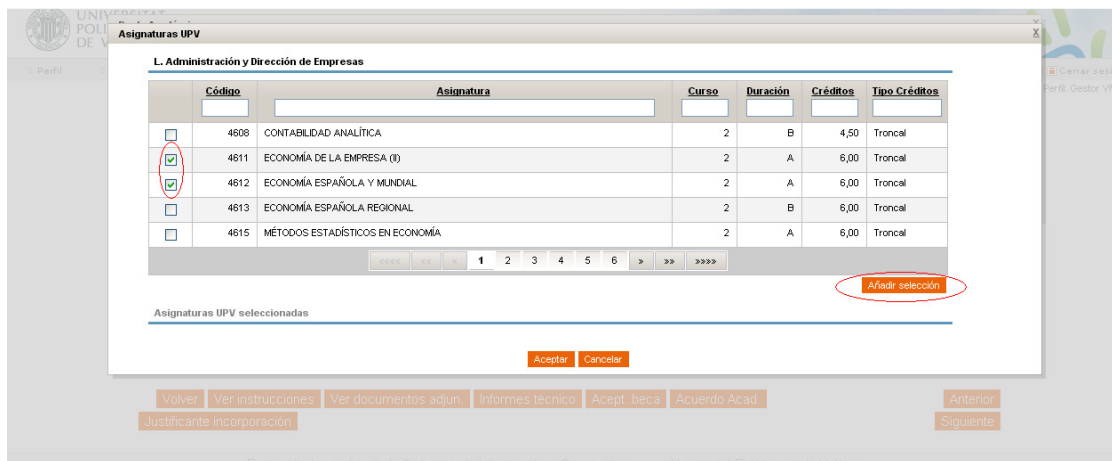 UNIVERSITAT
Asignaturas UPV
X
Perfil
Cerrar
Perfil: Gestor
L. Administración y Dirección de Empresas
Código Asignatura Curso Duración Créditos Tipo Créditos
4608 CONTABILIDAD ANALÍTICA 2 B 4,50 Troncal
4611 ECONOMÍA DE LA EMPRESA (II) 2 A 6,00 Troncal
4612 ECONOMÍA ESPAÑOLA Y MUNDIAL 2 A 6,00 Troncal
4613 ECONOMÍA ESPAÑOLA REGIONAL 2 B 6,00 Troncal
4615 MÉTODOS ESTADÍSTICOS EN ECONOMÍA 2 A 6,00 Troncal
<<<< << < 1 2 3 4 5 6 > >> >>>>
Añadir selección
Asignaturas UPV seleccionadas
Aceptar Cancelar
Volver Ver instrucciones Ver documentos adjun. Informes técnico Acept. beca Acuerdo Acad. Anterior
Justificante incorporación Siguiente